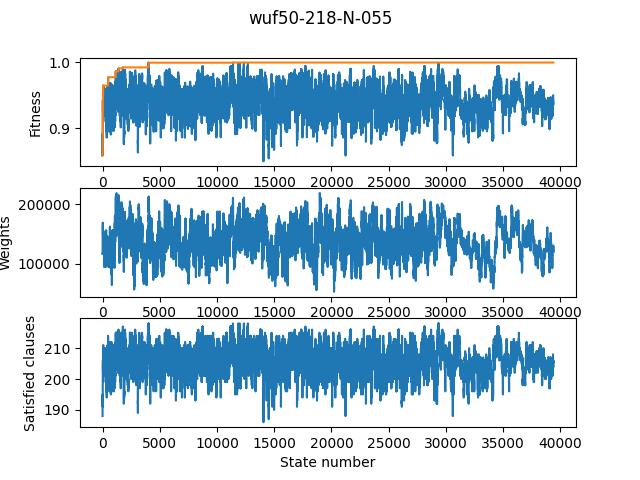 wuf50-218-N-055
1.0
0.9
Fitness
0 5000 10000 15000 20000 25000 30000 35000 40000
200000
100000
Weights
0 5000 10000 15000 20000 25000 30000 35000 40000
210
200
190
Satisfied clauses
0 5000 10000 15000 20000 25000 30000 35000 40000
State number